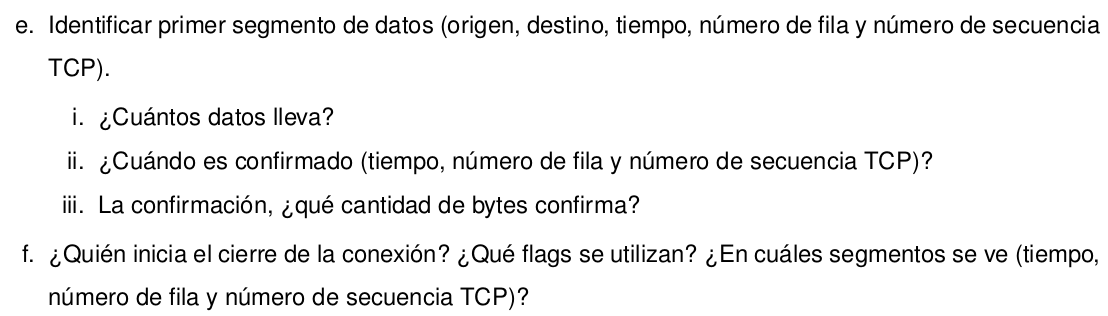 e. Identificar primer segmento de datos (origen, destino, tiempo, número de fila y número de secuencia
TCP).
i. ¿Cuántos datos lleva?
ii. ¿Cuándo es confirmado (tiempo, número de fila y número de secuencia TCP)?
iii. La confirmación, ¿qué cantidad de bytes confirma?
f. ¿Quién inicia el cierre de la conexión? ¿Qué flags se utilizan? ¿En cuáles segmentos se ve (tiempo,
número de fila y número de secuencia TCP)?